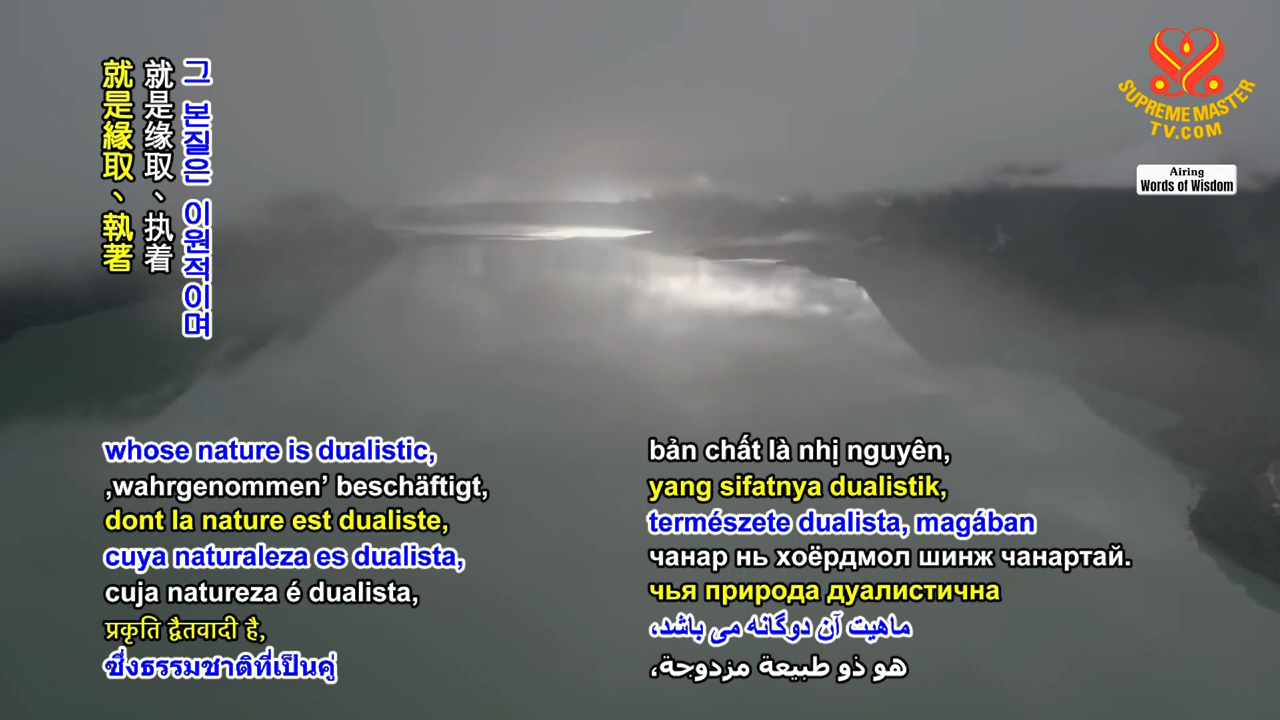 就是緣取、執著
就是缘取、执着
그 본질은 이원적이며
SUPREME MASTER
TV.COM
Airing
Words of Wisdom
whose nature is dualistic,
‚wahrgenommen’ beschäftigt,
dont la nature est dualiste,
cuya naturaleza es dualista,
cuja natureza é dualista,
प्रकृति द्वैतवादी है,
ซึ่งธรรมชาติที่เป็นคู่
bản chất là nhị nguyên,
yang sifatnya dualistik,
természete dualista, magában
чанар нь хоёрдмол шинж чанартай.
чья природа дуалистична
ماهیت آن دوگانه می باشد،
هو ذو طبيعة مزدوجة،